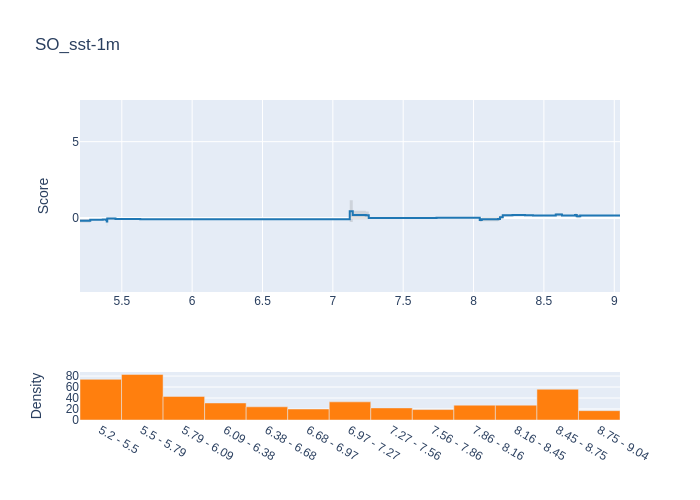 SO_sst-1m
Score
5
0
5.5 6 6.5 7 7.5 8 8.5 9
Density
80
60
40
20
0
5.2 - 5.5
5.5 - 5.79
5.79 - 6.09
6.09 - 6.38
6.38 - 6.68
6.68 - 6.97
6.97 - 7.27
7.27 - 7.56
7.56 - 7.86
7.86 - 8.16
8.16 - 8.45
8.45 - 8.75
8.75 - 9.04